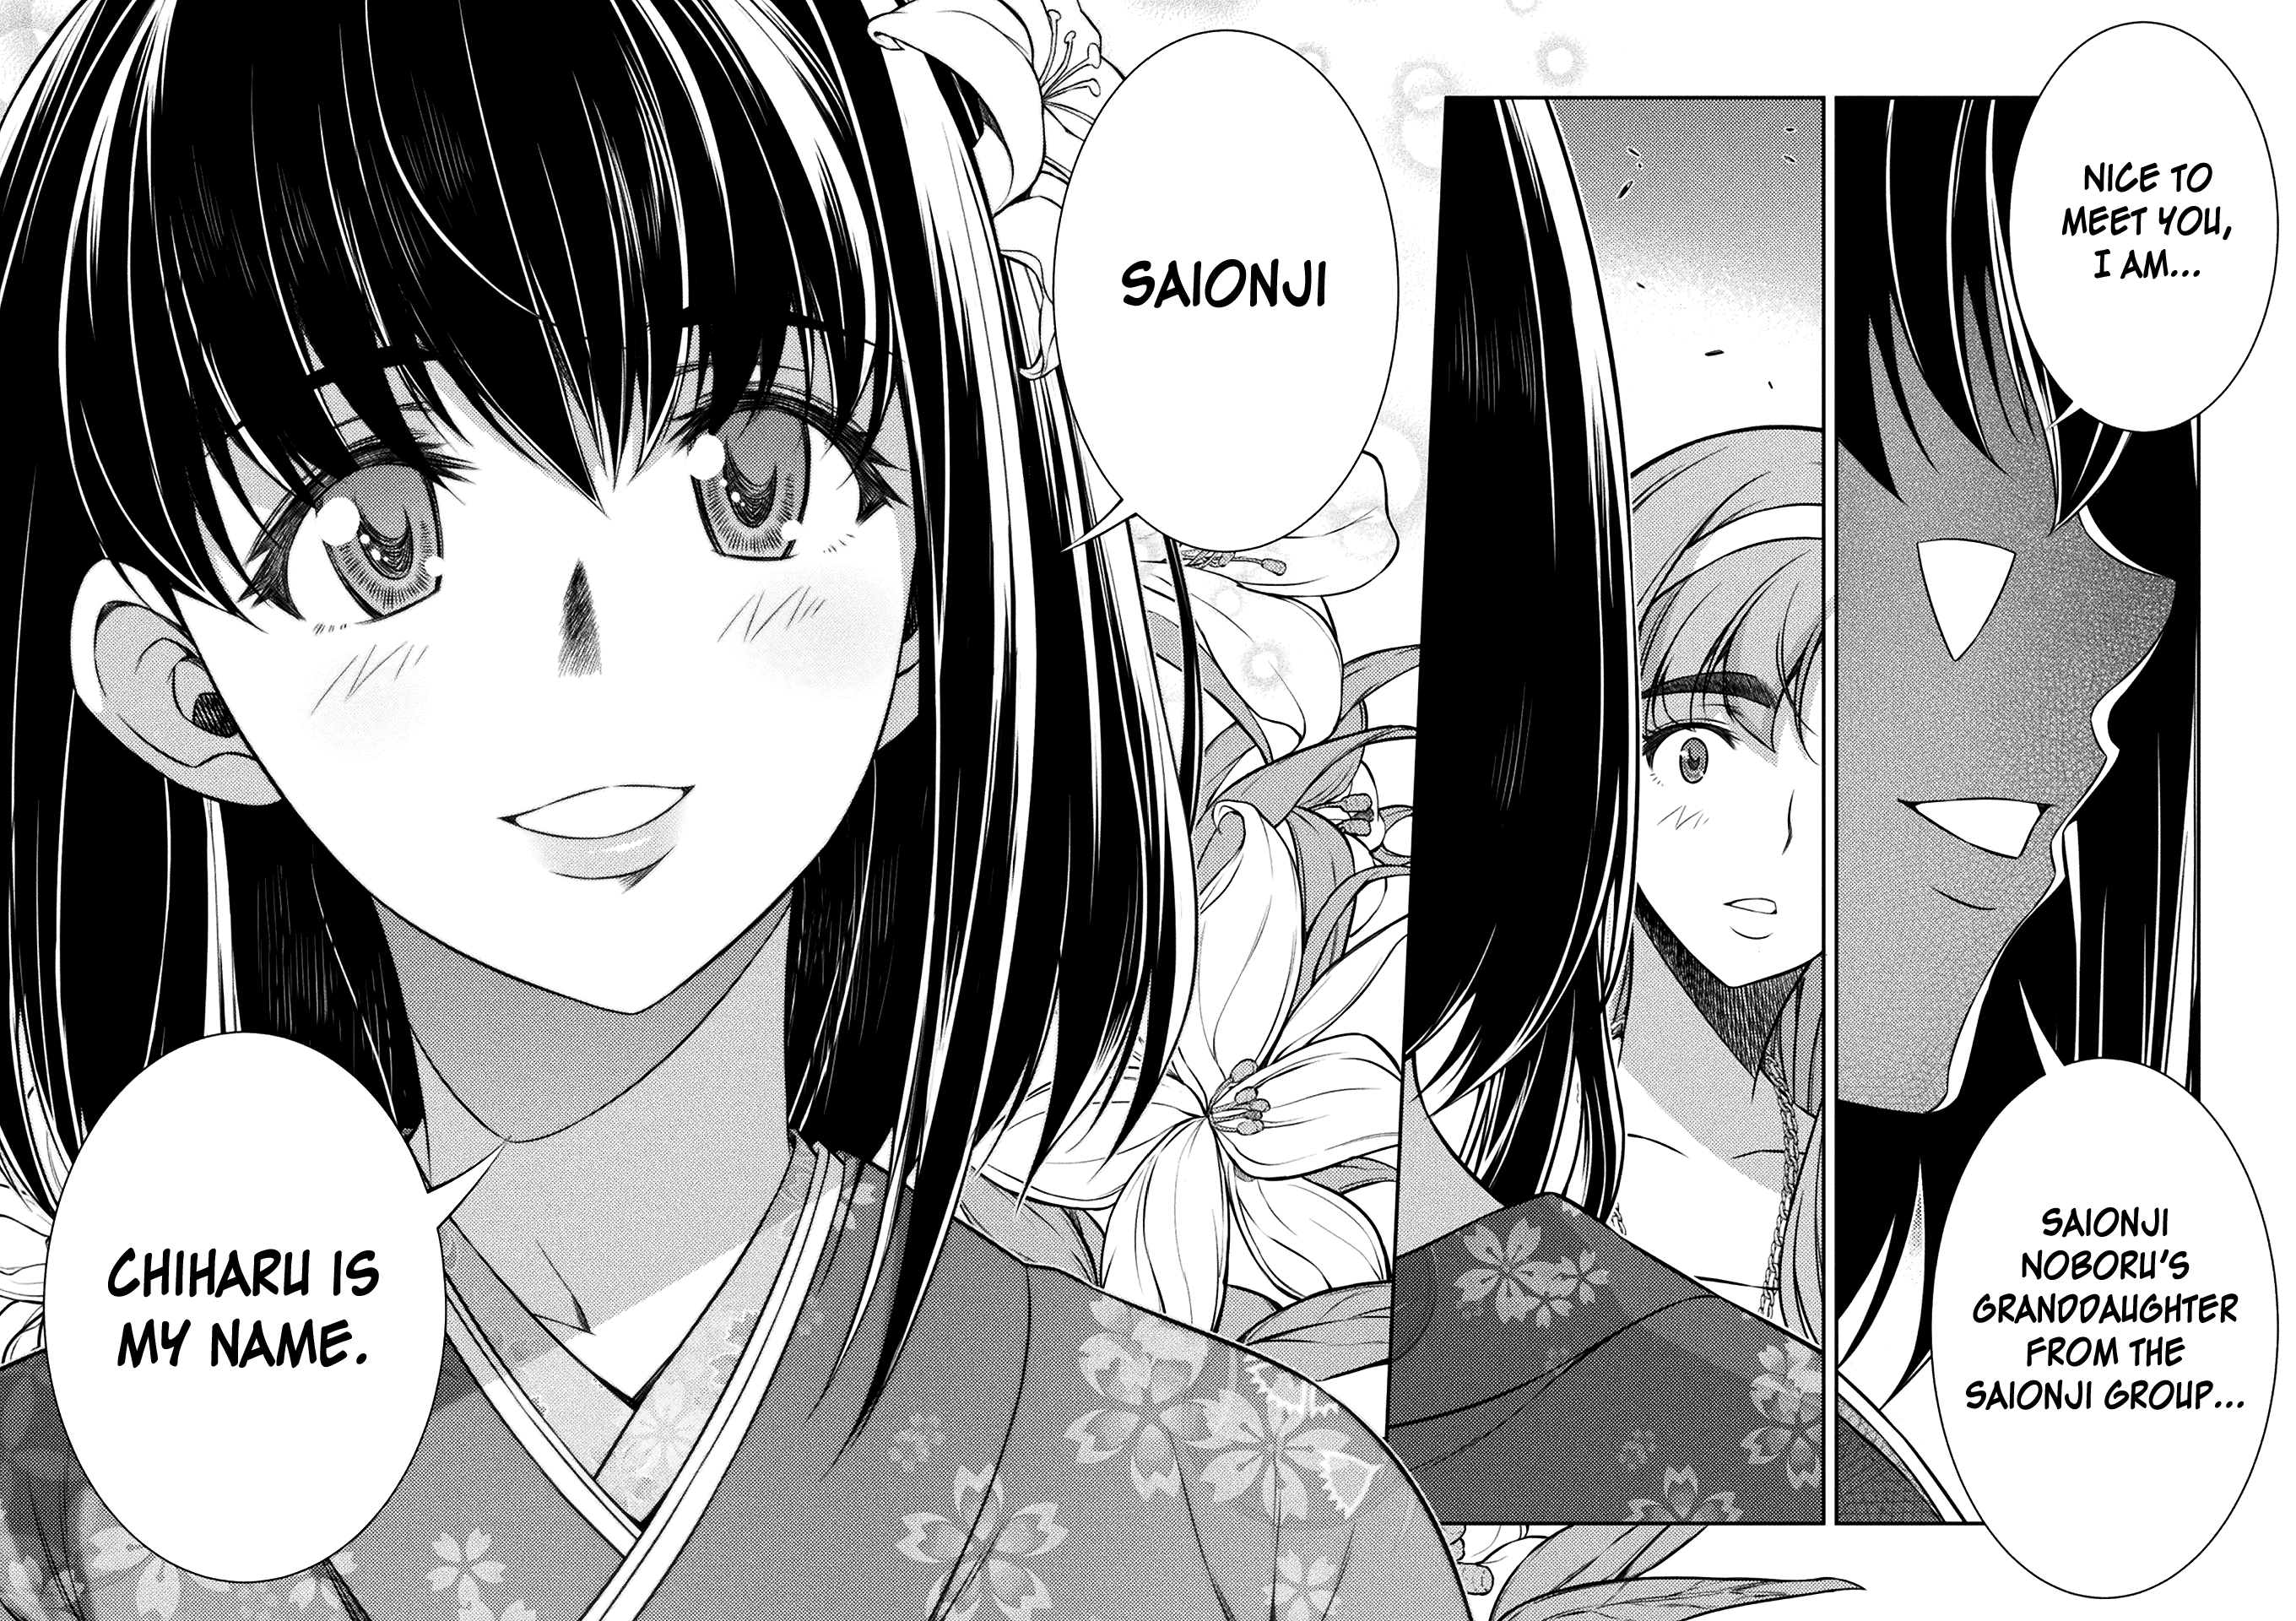 NICE TO
MEET YOU,
I AM...
SAIONJI
NOBORU'S
GRANDDAUGHTER
FROM THE
SAIONJI GROUP...
SAIONJI
CHIHARU IS
MY NAME.